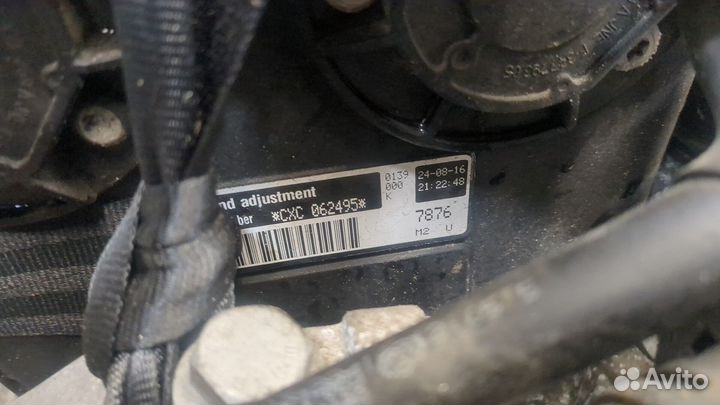 nd adjustment
ber *CXC 062495*
0139
000
K
24-08-16
21:22:48
7876
M2 U
Avito